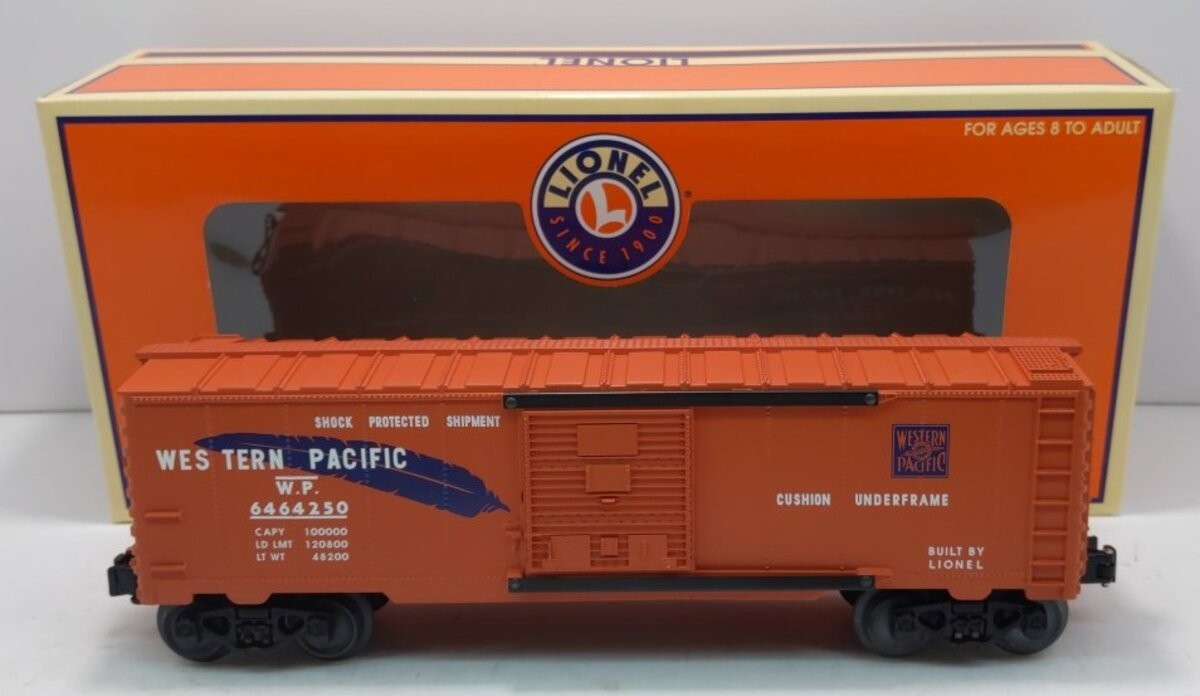 LIONEL
FOR AGES 8 TO ADULT
LIONEL
L
SINCE 1900
®
SHOCK PROTECTED SHIPMENT
WES TERN PACIFIC
W.P.
6464250
CAPY 100000
LD LMT 120800
LT WT 48200
WESTERN
PACIFIC
CUSHION UNDERFRAME
BUILT BY
LIONEL